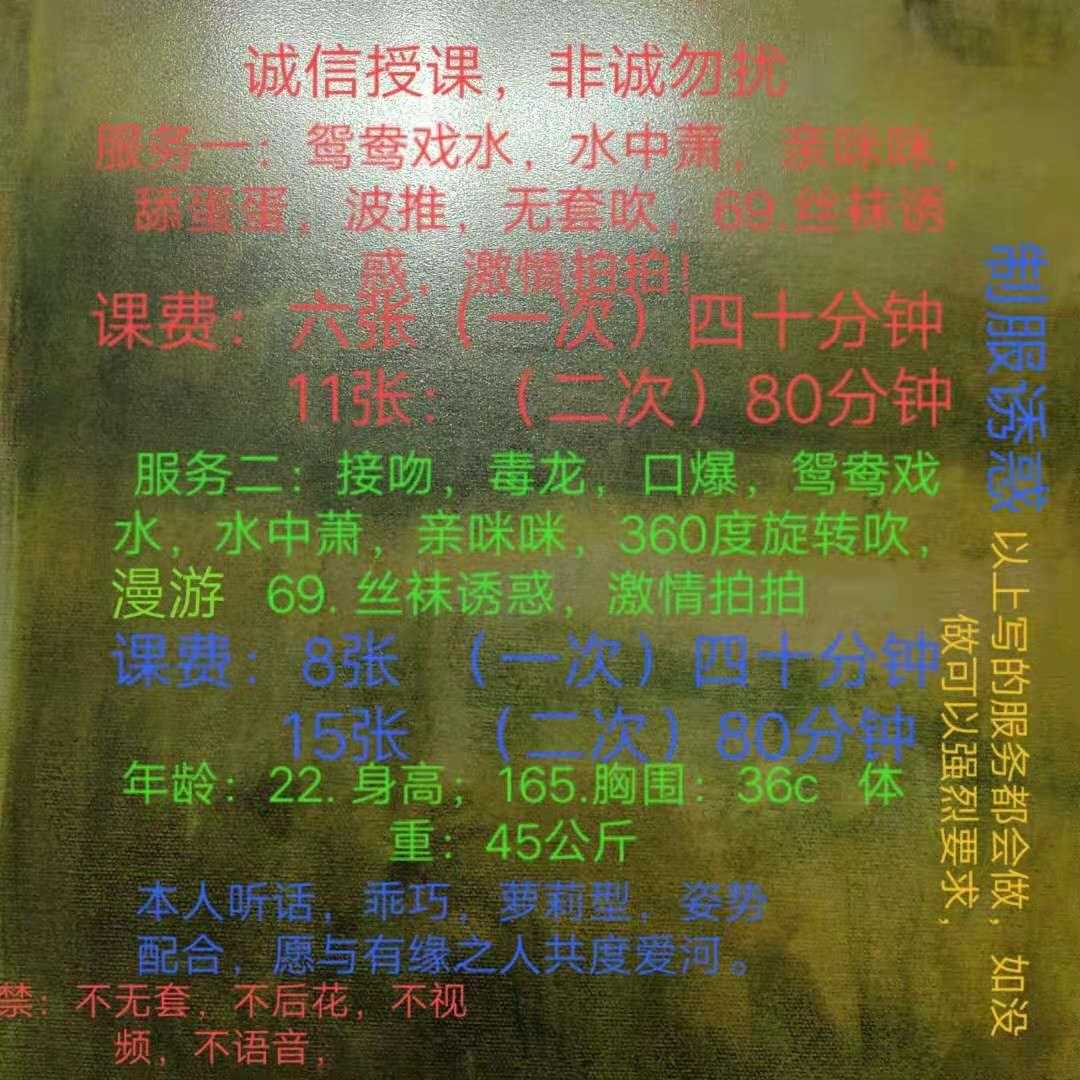 诚信授课，非诚勿扰
服务一：鸳鸯戏水，水中萧，亲咪咪，
舔蛋蛋，波推，无套吹，69.丝袜诱
惑，激情拍拍！
课费：六张（一次）四十分钟
11张：（二次）80分钟
服务二：接吻，毒龙，口爆，鸳鸯戏
水，水中萧，亲咪咪，360度旋转吹，
漫游 69. 丝袜诱惑，激情拍拍
课费：8张 （一次）四十分钟
15张 （二次）80分钟
年龄：22. 身高；165.胸围：36c 体
重：45公斤
本人听话，乖巧，萝莉型，姿势
配合，愿与有缘之人共度爱河。
禁：不无套，不后花，不视
频，不语音，
制服诱惑
以上写的服务都会做，如没
做可以强烈要求，